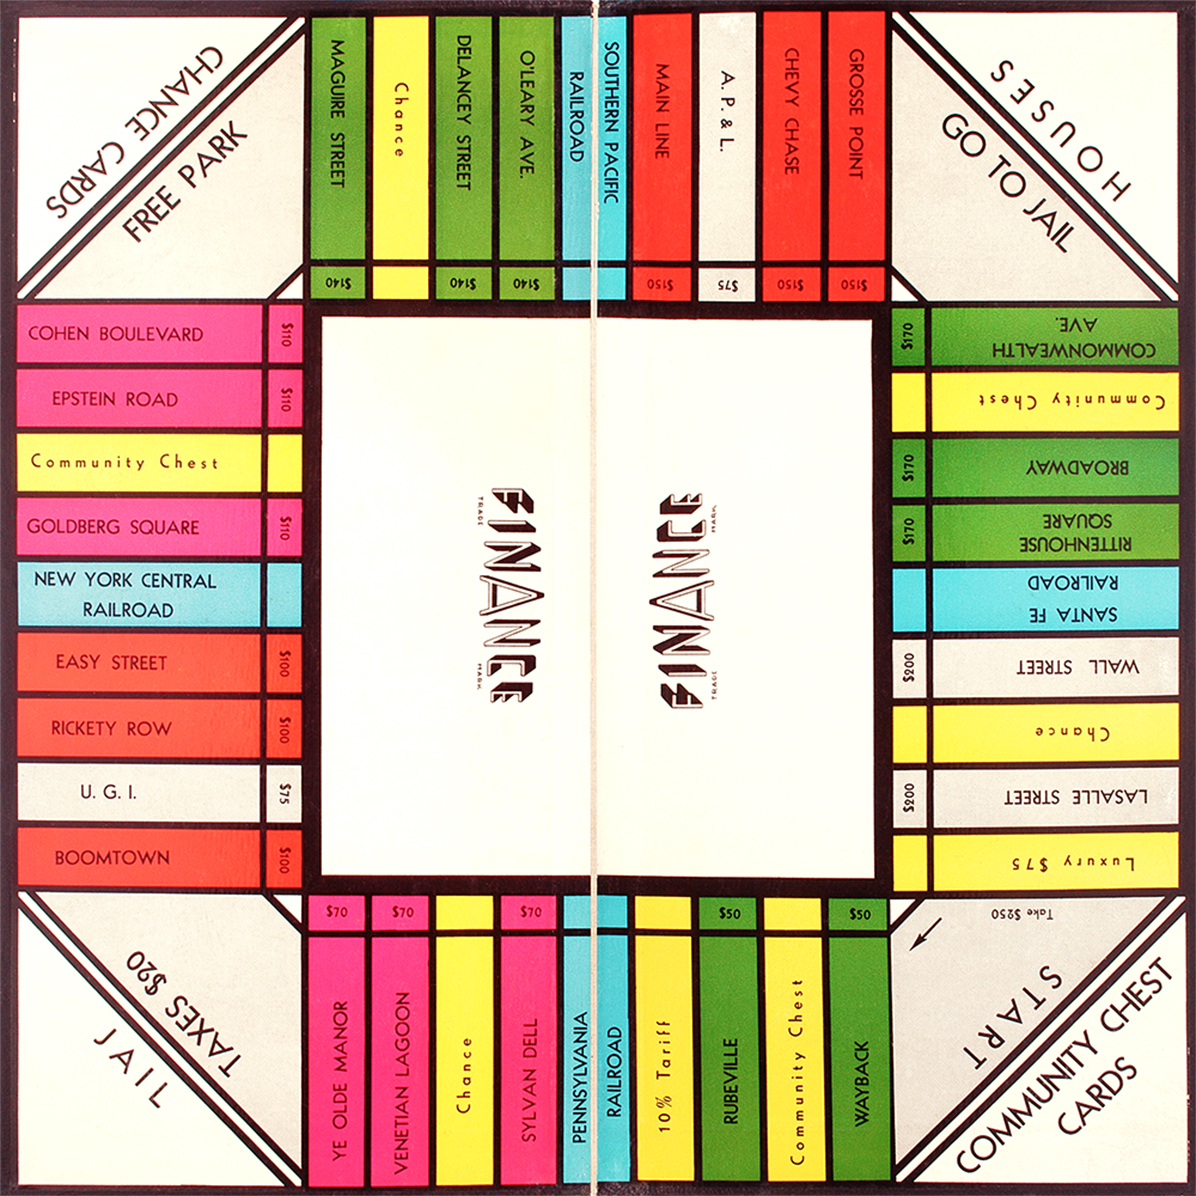 CHANCE CARDS
FREE PARK
MAGUIRE STREET
$140
Chance
DELANCEY STREET
$140
O'LEARY AVE.
$140
SOUTHERN PACIFIC
RAILROAD
MAIN LINE
$150
A. P. & L.
$75
CHEVY CHASE
$150
GROSSE POINT
$150
HOUSES
GO TO JAIL
COMMONWEALTH
AVE.
$170
Community Chest
BROADWAY
$170
RITTENHOUSE
SQUARE
$170
SANTA FE
RAILROAD
WALL STREET
$200
Chance
LASALLE STREET
$200
Luxury $75
START
Take $250
COMMUNITY CHEST
CARDS
WAYBACK
$50
Community Chest
RUBEVILLE
$50
10% Tariff
PENNSYLVANIA
RAILROAD
SYLVAN DELL
$70
Chance
VENETIAN LAGOON
$70
YE OLDE MANOR
$70
TAXES $20
JAIL
BOOMTOWN
$100
U. G. I.
$75
RICKETY ROW
$100
EASY STREET
$100
NEW YORK CENTRAL
RAILROAD
GOLDBERG SQUARE
$110
Community Chest
EPSTEIN ROAD
$110
COHEN BOULEVARD
$110
FINANCE
TRADE MARK
FINANCE
TRADE MARK